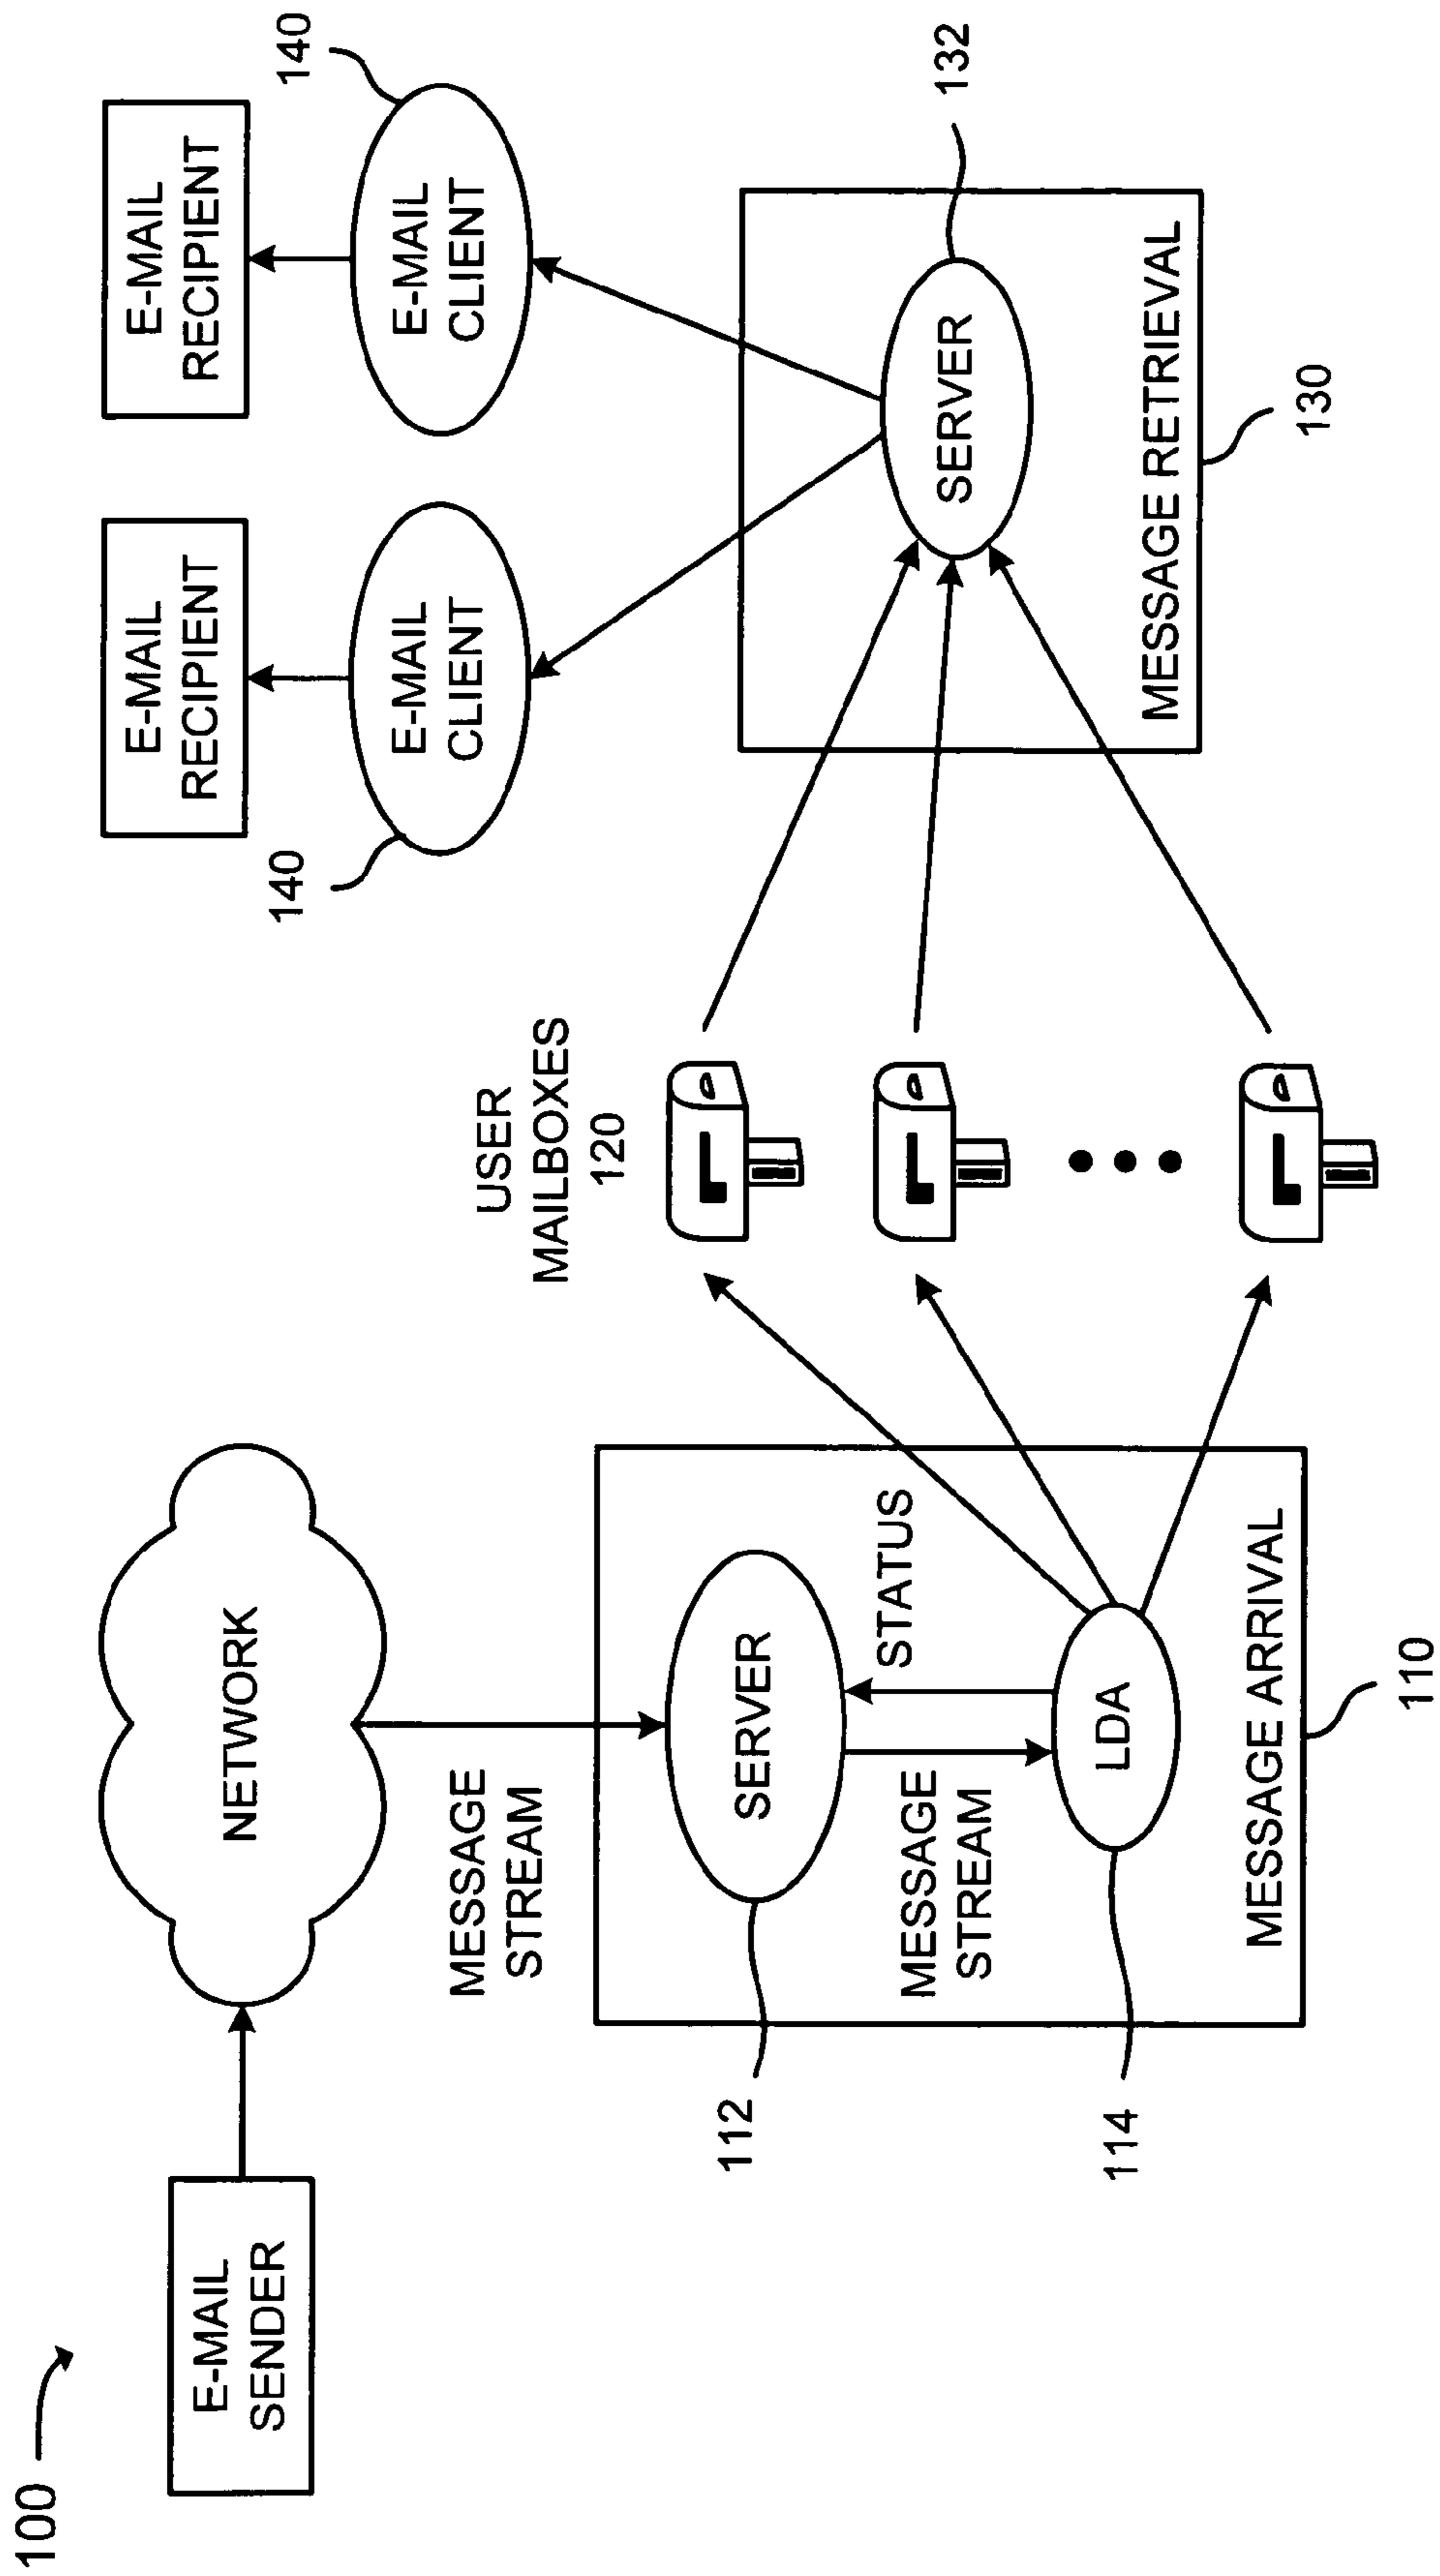 100
E-MAIL
SENDER
NETWORK
MESSAGE
STREAM
112
SERVER
STATUS
MESSAGE
STREAM
114
LDA
MESSAGE ARRIVAL
110
USER
MAILBOXES
120
E-MAIL
RECIPIENT
E-MAIL
RECIPIENT
140
E-MAIL
CLIENT
140
E-MAIL
CLIENT
132
SERVER
MESSAGE RETRIEVAL
130